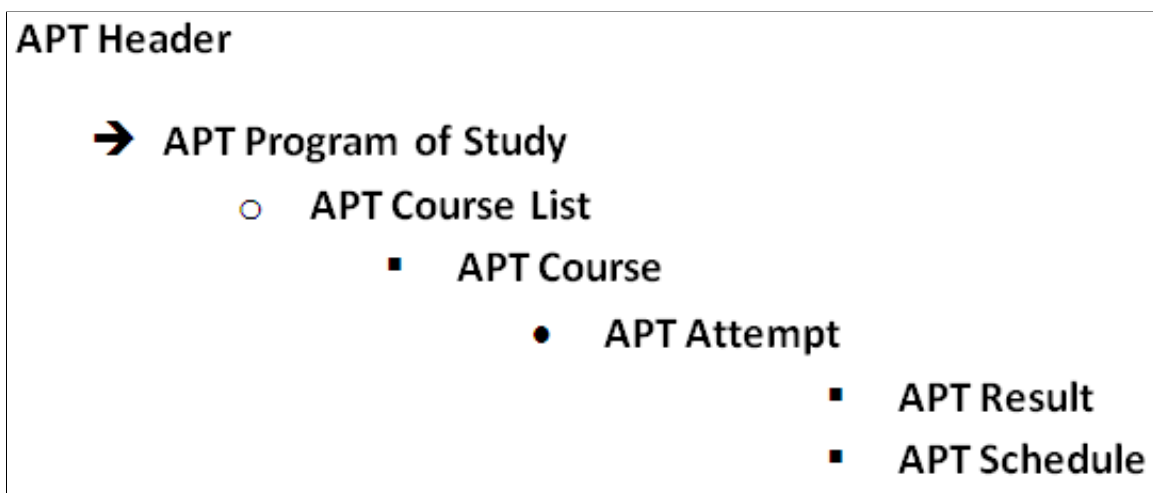 APT Header
APT Program of Study
APT Course List
APT Course
APT Attempt
APT Result
APT Schedule